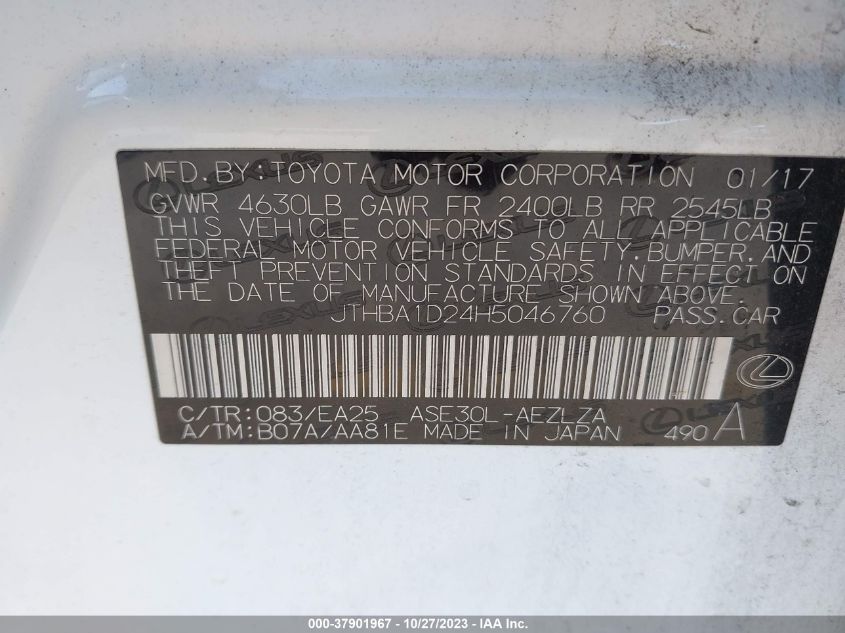 MFD.BY:TOYOTA MOTOR CORPORATION 01/17
GVWR 4630LB GAWR FR 2400LB RR 2545LB
THIS VEHICLE CONFORMS TO ALL APPLICABLE
FEDERAL MOTOR VEHICLE SAFETY,BUMPER,AND
THEFT PREVENTION STANDARDS IN EFFECT ON
THE DATE OF MANUFACTURE SHOWN ABOVE.
JTHBA1D24H5046760 PASS.CAR
C/TR:083/EA25 ASE30L-AEZLZA
A/TM:B07A/AA81E MADE IN JAPAN 490 A
000-37901967 - 10/27/2023 - © IAA, Inc.